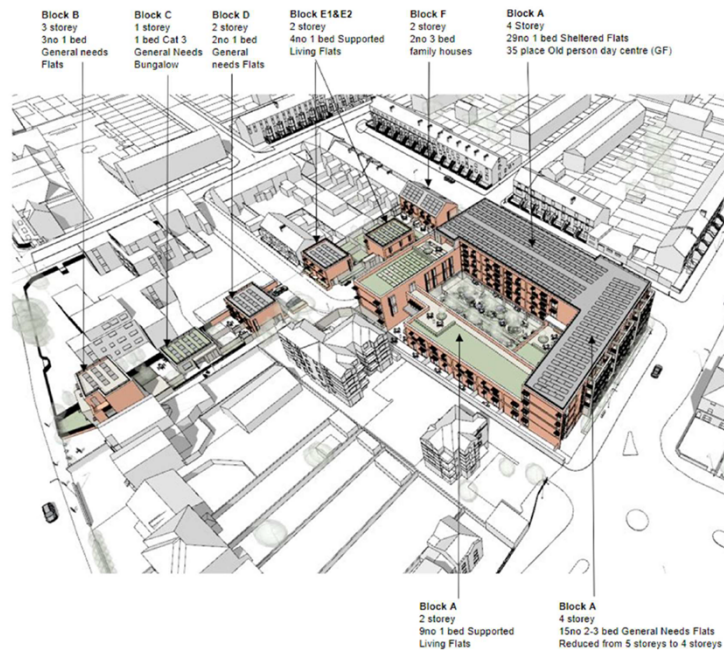 Block B
3 storey
3no 1 bed
General needs
Flats
Block C
1 storey
1 bed Cat 3
General Needs
Bungalow
Block D
2 storey
2no 1 bed
General
needs Flats
Block E1&E2
2 storey
4no 1 bed Supported
Living Flats
Block F
2 storey
2no 3 bed
family houses
Block A
4 Storey
29no 1 bed Sheltered Flats
35 place Old person day centre (GF)
Block A
2 storey
9no 1 bed Supported
Living Flats
Block A
4 storey
15no 2-3 bed General Needs Flats
Reduced from 5 storeys to 4 storeys